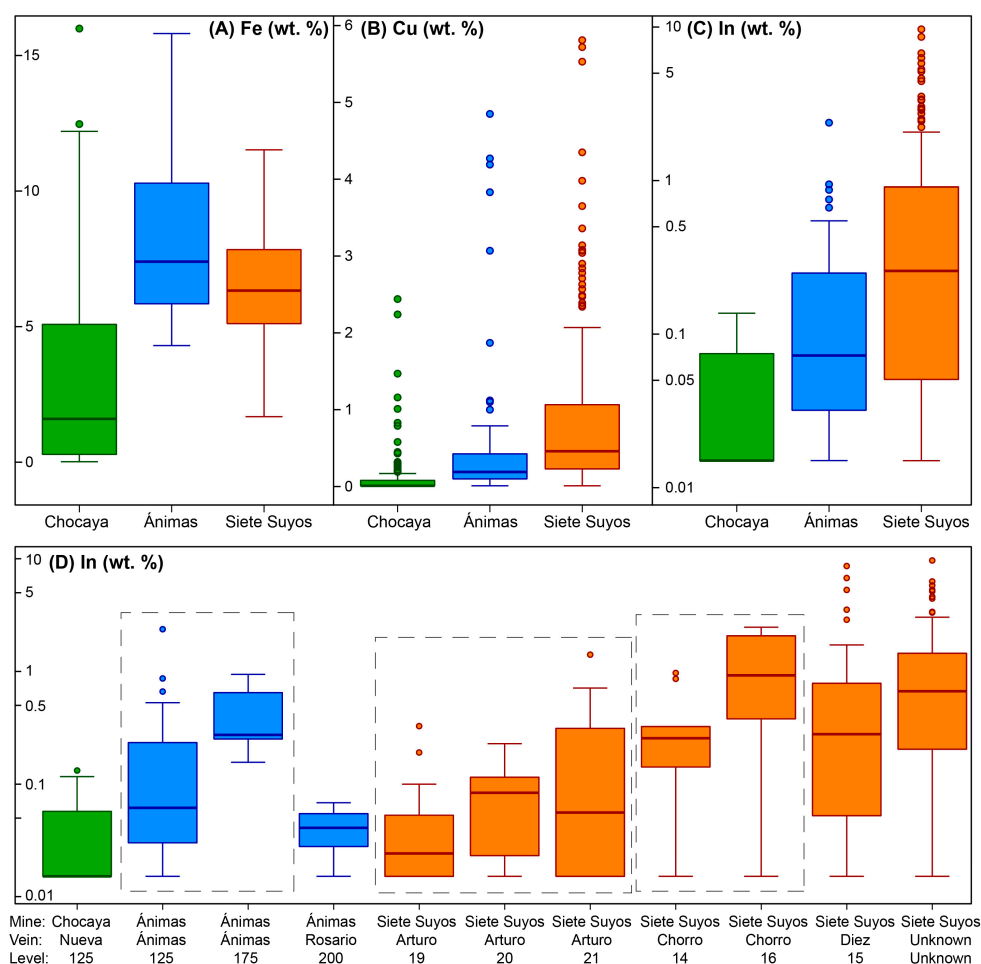 (A) Fe (wt. %)
15
10
5
0
Chocaya Ánimas Siete Suyos
(B) Cu (wt. %)
6
5
4
3
2
1
0
Chocaya Ánimas Siete Suyos
(C) In (wt. %)
10
5
1
0.5
0.1
0.05
0.01
Chocaya Ánimas Siete Suyos
(D) In (wt. %)
10
5
1
0.5
0.1
0.01
Mine: Chocaya Ánimas Ánimas Ánimas Siete Suyos Siete Suyos Siete Suyos Siete Suyos Siete Suyos Siete Suyos Siete Suyos
Vein: Nueva Ánimas Ánimas Rosario Arturo Arturo Arturo Chorro Chorro Diez Unknown
Level: 125 125 175 200 19 20 21 14 16 15 Unknown